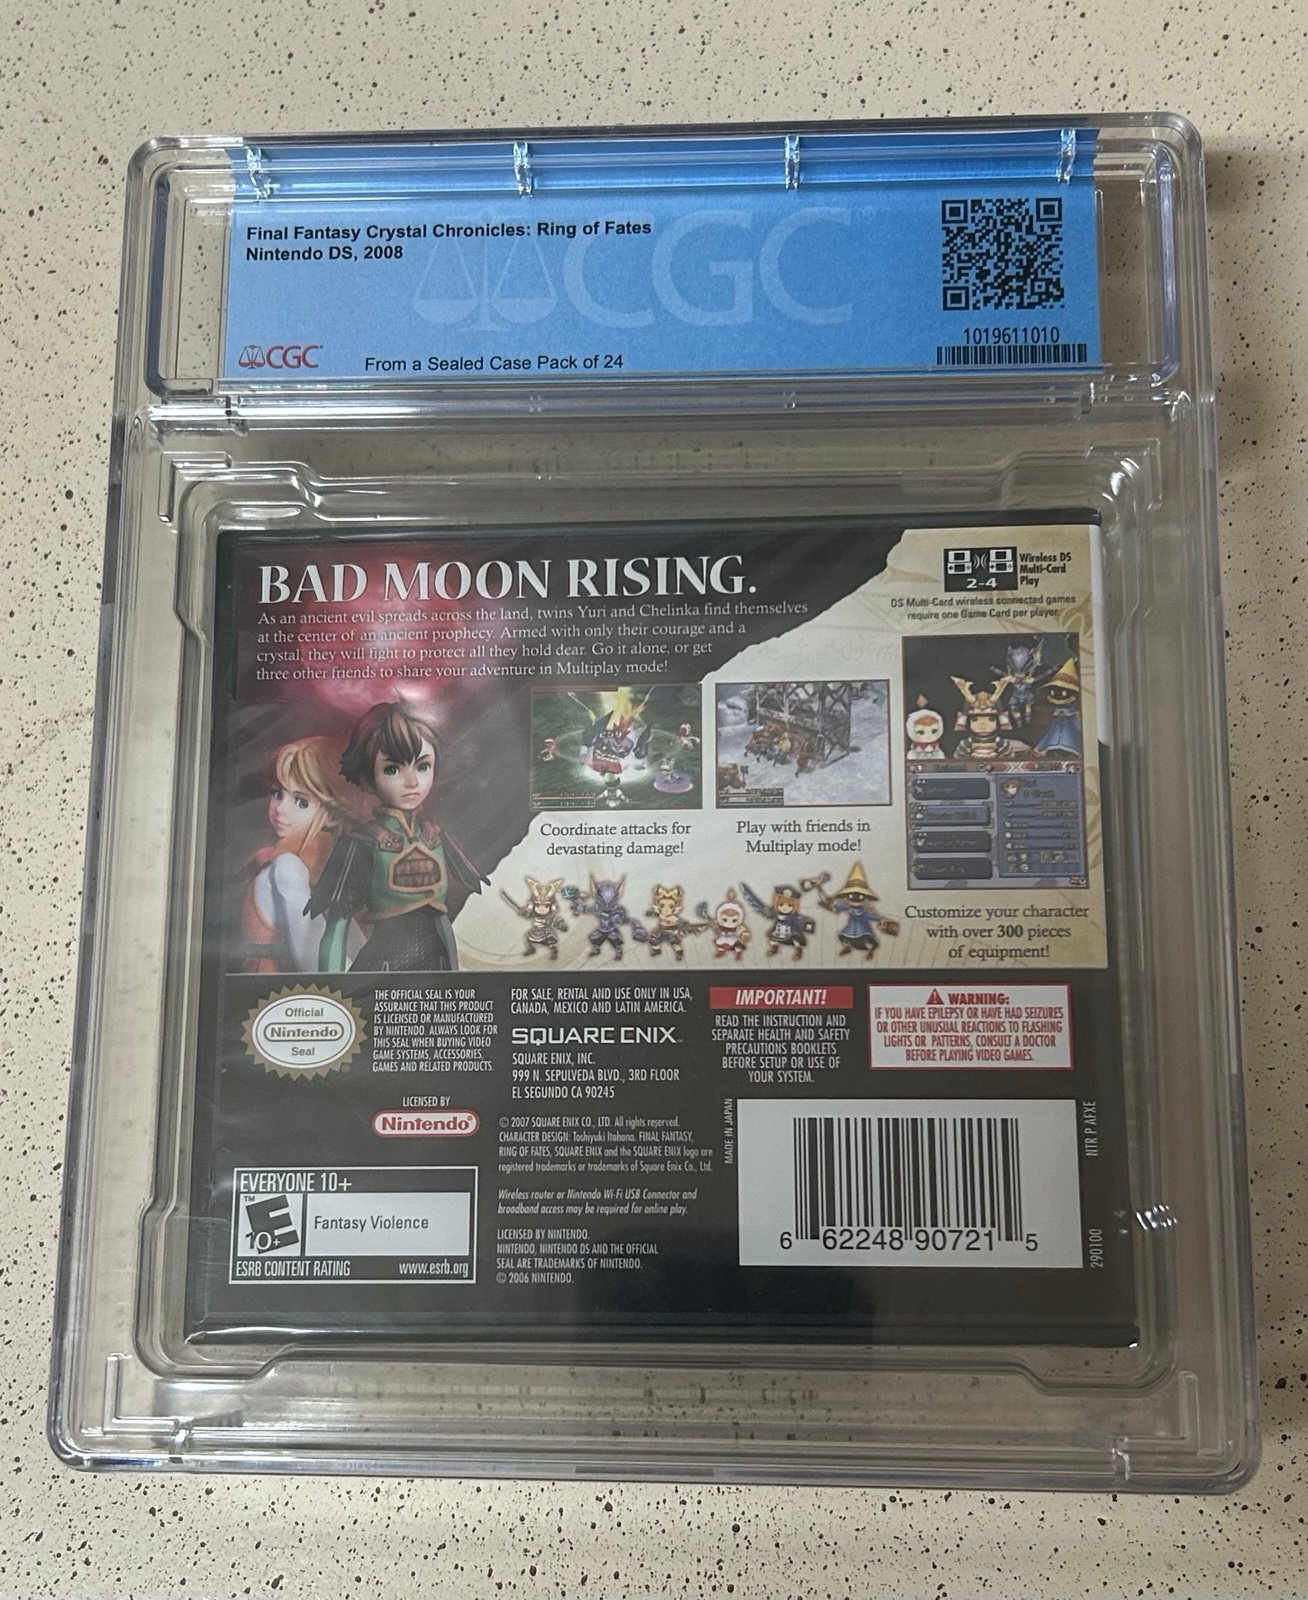 CGC
Final Fantasy Crystal Chronicles: Ring of Fates
Nintendo DS, 2008
CGC
From a Sealed Case Pack of 24
1019611010
BAD MOON RISING.
As an ancient evil spreads across the land, twins Yuri and Chelinka find themselves
at the center of an ancient prophecy. Armed with only their courage and a
crystal, they will fight to protect all they hold dear. Go it alone, or get
three other friends to share your adventure in Multiplay mode!
2-4
Wireless DS
Multi-Card
Play
DS Multi-Card wireless connected games
require one Game Card per player.
Coordinate attacks for
devastating damage!
Play with friends in
Multiplay mode!
Customize your character
with over 300 pieces
of equipment!
Official
Nintendo
Seal
THE OFFICIAL SEAL IS YOUR
ASSURANCE THAT THIS PRODUCT
IS LICENSED OR MANUFACTURED
BY NINTENDO. ALWAYS LOOK FOR
THIS SEAL WHEN BUYING VIDEO
GAME SYSTEMS, ACCESSORIES,
GAMES AND RELATED PRODUCTS.
LICENSED BY
Nintendo®
EVERYONE 10+
™
E
10+
Fantasy Violence
ESRB CONTENT RATING www.esrb.org
FOR SALE, RENTAL AND USE ONLY IN USA,
CANADA, MEXICO AND LATIN AMERICA.
SQUARE ENIX™
SQUARE ENIX, INC.
999 N. SEPULVEDA BLVD., 3RD FLOOR
EL SEGUNDO CA 90245
© 2007 SQUARE ENIX CO., LTD. All rights reserved.
CHARACTER DESIGN: Toshiyuki Itahana. FINAL FANTASY,
RING OF FATES, SQUARE ENIX and the SQUARE ENIX logo are
registered trademarks or trademarks of Square Enix Co., Ltd.
Wireless router or Nintendo Wi-Fi USB Connector and
broadband access may be required for online play.
LICENSED BY NINTENDO.
NINTENDO, NINTENDO DS AND THE OFFICIAL
SEAL ARE TRADEMARKS OF NINTENDO.
© 2006 NINTENDO.
IMPORTANT!
READ THE INSTRUCTION AND
SEPARATE HEALTH AND SAFETY
PRECAUTIONS BOOKLETS
BEFORE SETUP OR USE OF
YOUR SYSTEM.
WARNING:
IF YOU HAVE EPILEPSY OR HAVE HAD SEIZURES
OR OTHER UNUSUAL REACTIONS TO FLASHING
LIGHTS OR PATTERNS, CONSULT A DOCTOR
BEFORE PLAYING VIDEO GAMES.
MADE IN JAPAN
6 62248 90721 5
NTR P AFXE
290100